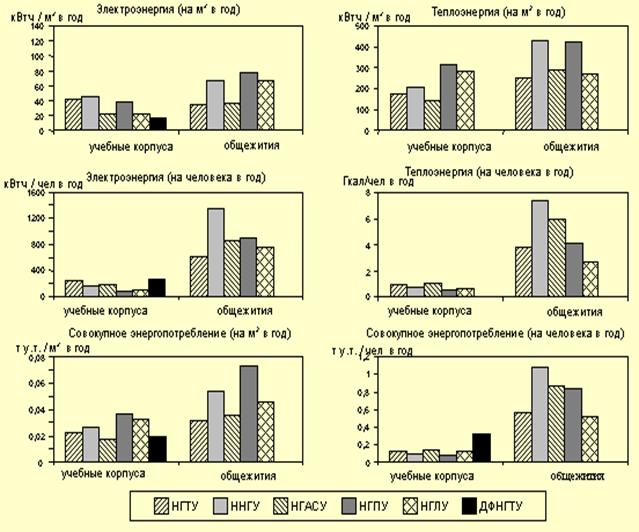 Электроэнергия (на м² в год)
кВтч / м² в год
140
120
100
80
60
40
20
0
учебные корпуса общежития
Теплоэнергия (на м² в год)
кВтч / м² в год
500
400
300
200
100
0
учебные корпуса общежития
Электроэнергия (на человека в год)
кВтч / чел в год
1600
1200
800
400
0
учебные корпуса общежития
Теплоэнергия (на человека в год)
Гкал/чел в год
8
6
4
2
0
учебные корпуса общежития
Совокупное энергопотребление (на м² в год)
т у.т. / м² в год
0,08
0,06
0,04
0,02
0
учебные корпуса общежития
Совокупное энергопотребление (на человека в год)
т у.т. / чел в год
1,2
1
0,8
0,6
0,4
0,2
0
учебные корпуса общежития
НГТУ ННГУ НГАСУ НГПУ НГЛУ ДФНГТУ